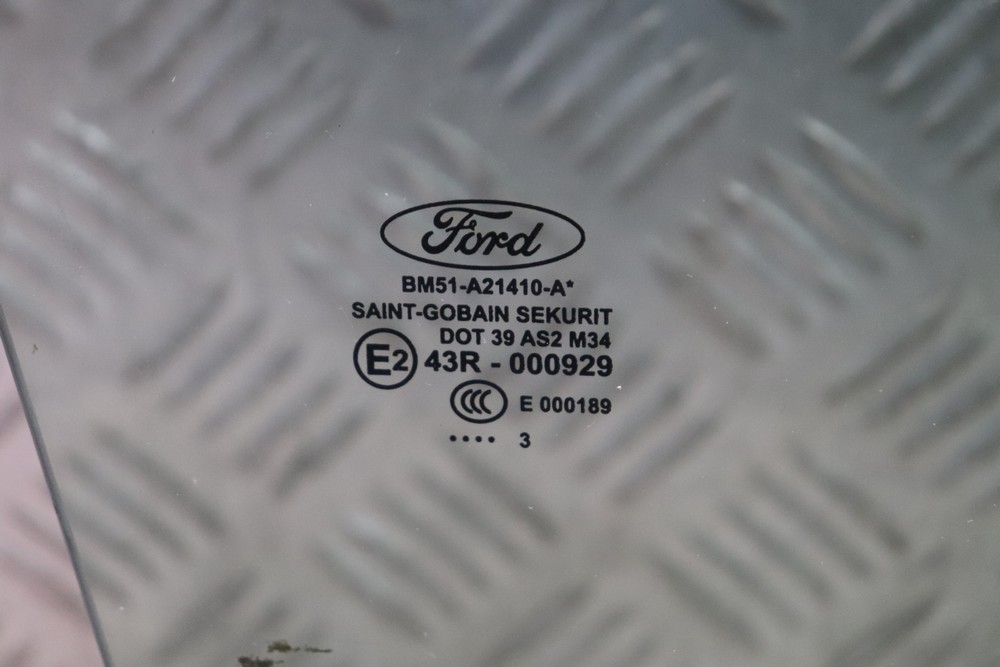 Ford
BM51-A21410-A*
SAINT-GOBAIN SEKURIT
DOT 39 AS2 M34
E2 43R - 000929
CCC E 000189
•••• 3